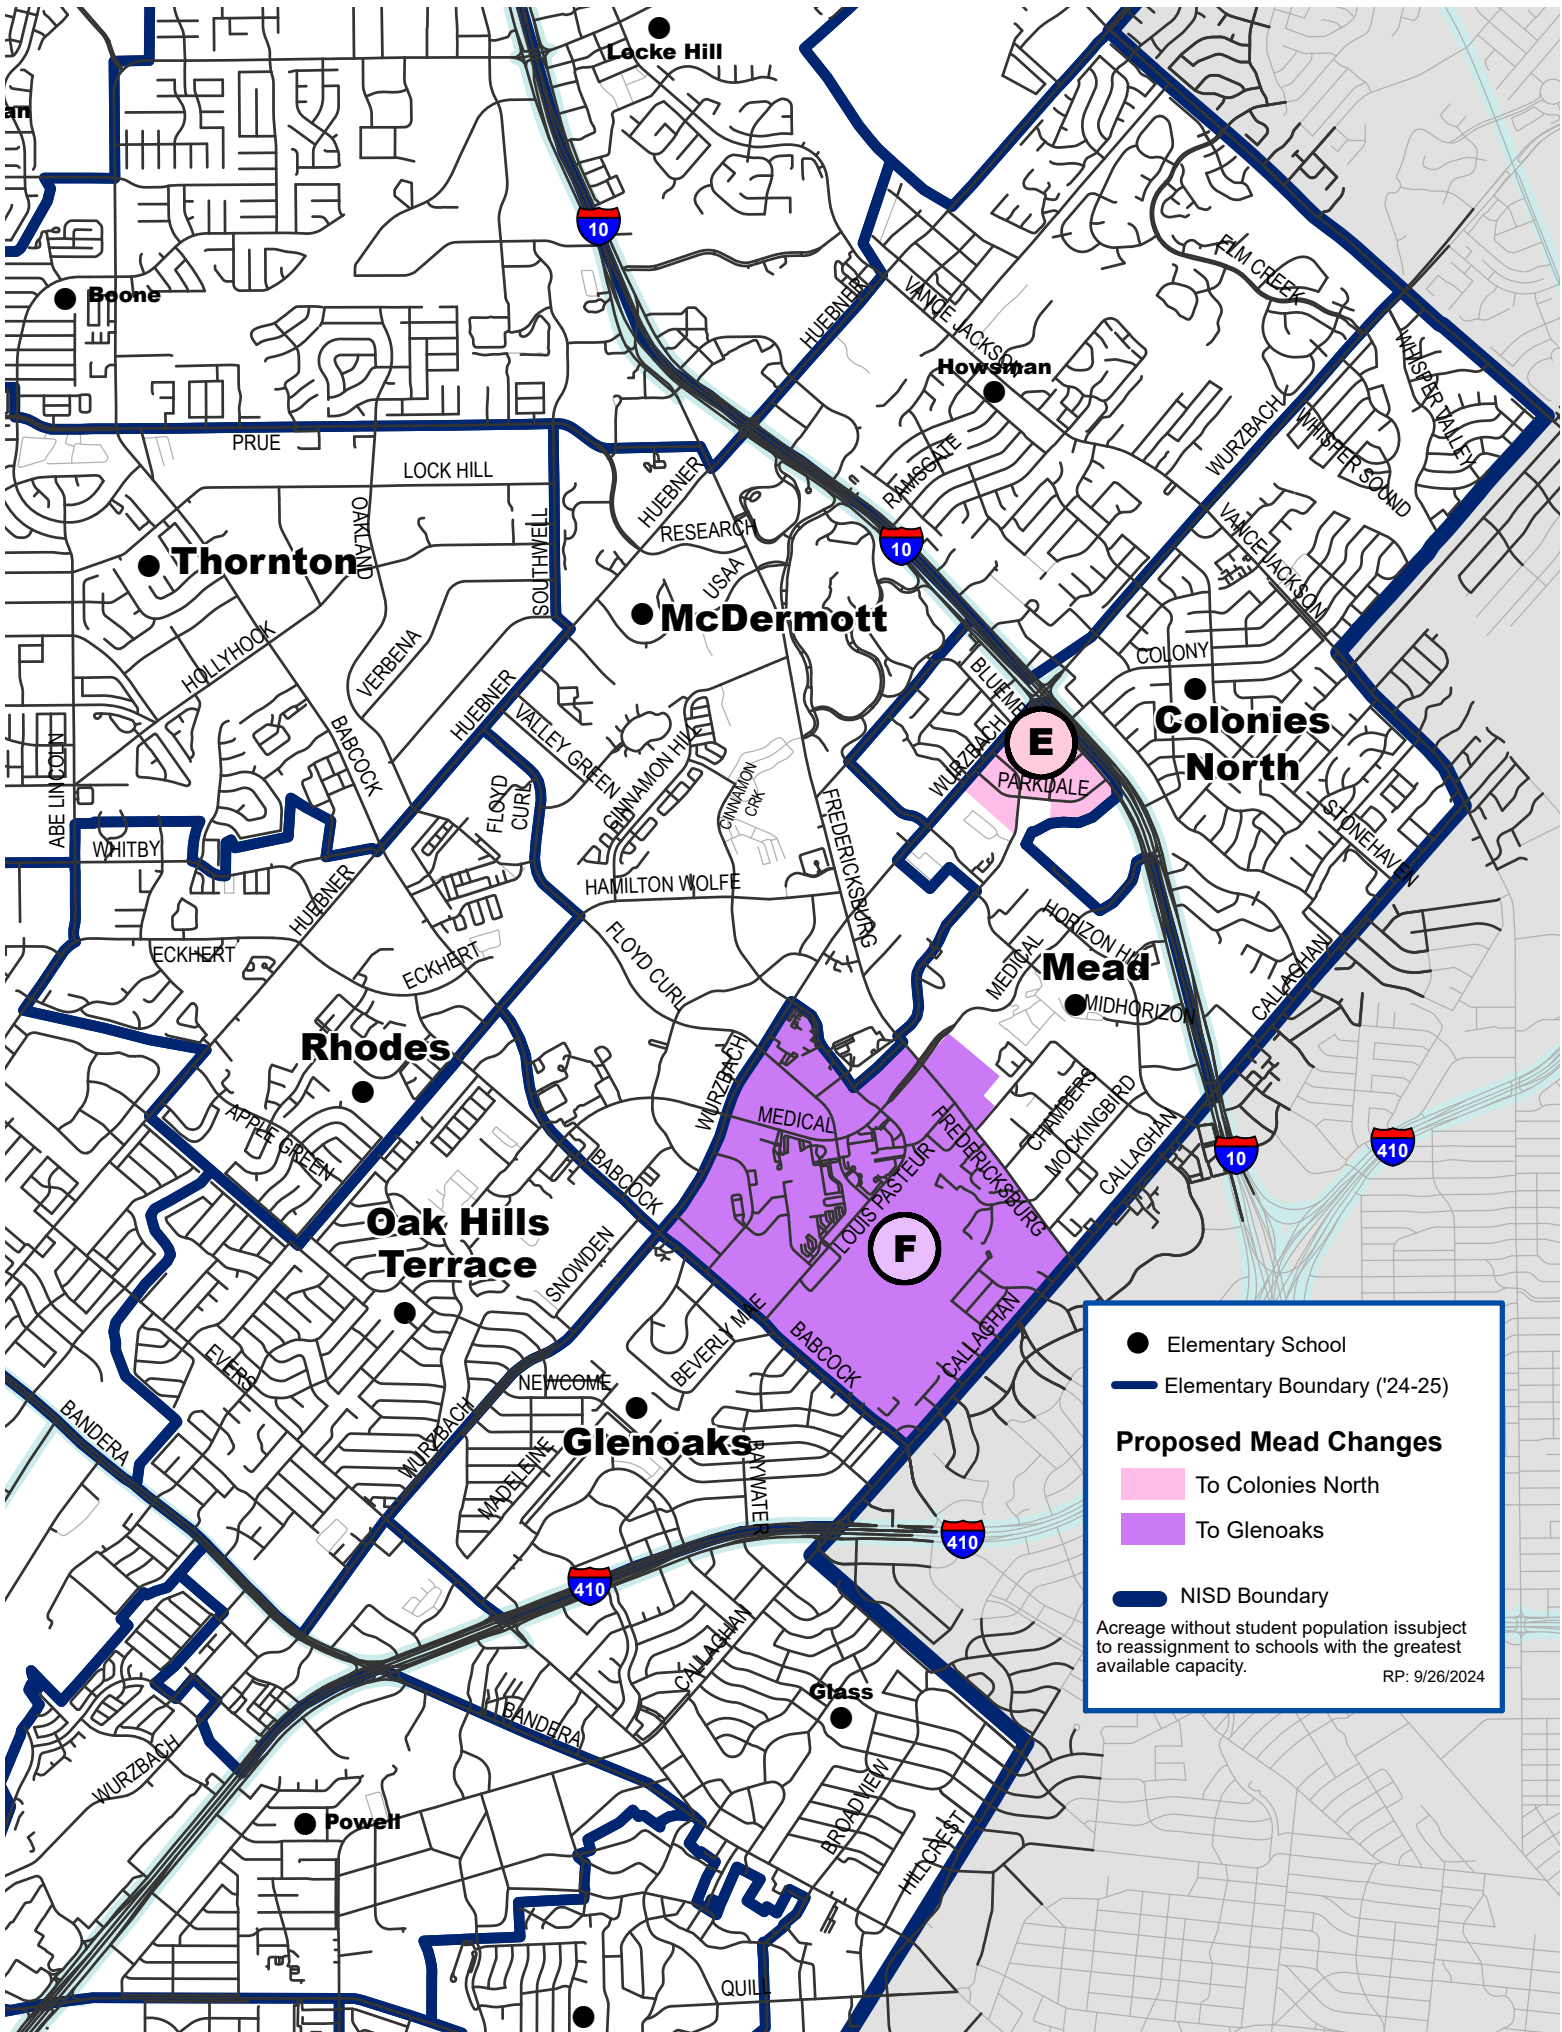 Locke Hill
an
10
Boone
ELM CREEK
VANCE JACKSON
HUEBNER
Howsman
WHISPER VALLEY
WURZBACH
WHISPER SOUND
PRUE
LOCK HILL
RAMSGATE
HUEBNER
OAKLAND
RESEARCH
10
VANCE JACKSON
Thornton
SOUTHWELL
USAA
McDermott
HOLLYHOCK
VERBENA
COLONY
BLUEME
HUEBNER
VALLEY GREEN
Colonies
North
BABCOCK
ABE LINCOLN
CINNAMON HILL
WURZBACH
E
PARKDALE
FLOYD
CURL
CINNAMON
CRK
FREDERICKSBURG
STONEHAVEN
WHITBY
HAMILTON WOLFE
HUEBNER
HORIZON HILL
ECKHERT
ECKHERT
FLOYD CURL
MEDICAL
Mead
CALLAGHAN
MIDHORIZON
Rhodes
WURZBACH
APPLE GREEN
MEDICAL
FREDERICKSBURG
CHAMBERS
MOCKINGBIRD
CALLAGHAN
10
410
BABCOCK
LOUIS PASTEUR
Oak Hills
Terrace
SNOWDEN
F
BEVERLY MAE
BABCOCK
CALLAGHAN
EVERS
NEWCOME
BANDERA
WURZBACH
Glenoaks
MADELEINE
BAYWATER
410
410
CALLAGHAN
Glass
BANDERA
WURZBACH
BROADVIEW
Powell
HILLCREST
QUILL
Elementary School
Elementary Boundary ('24-25)
Proposed Mead Changes
To Colonies North
To Glenoaks
NISD Boundary
Acreage without student population issubject
to reassignment to schools with the greatest
available capacity.
RP: 9/26/2024